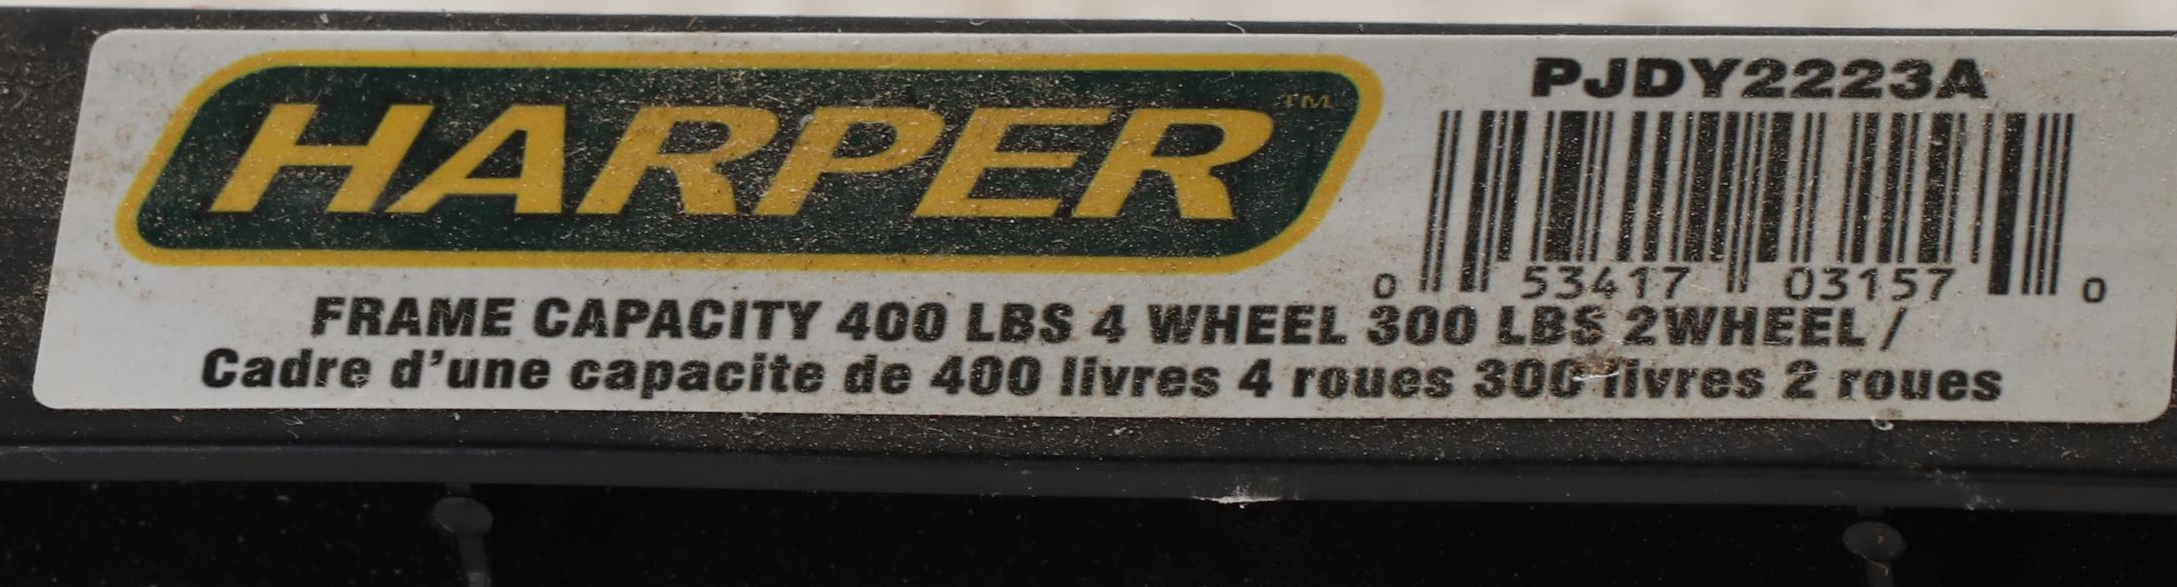 HARPER™
PJDY2223A
0 53417 03157 0
FRAME CAPACITY 400 LBS 4 WHEEL 300 LBS 2WHEEL /
Cadre d'une capacite de 400 livres 4 roues 300 livres 2 roues